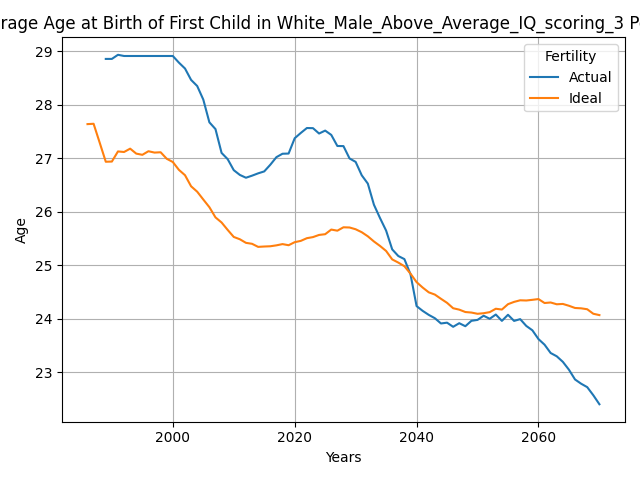 rage Age at Birth of First Child in White_Male_Above_Average_IQ_scoring_3 P
Fertility
Actual
Ideal
29
28
27
26
25
24
23
Age
2000
2020
2040
2060
Years